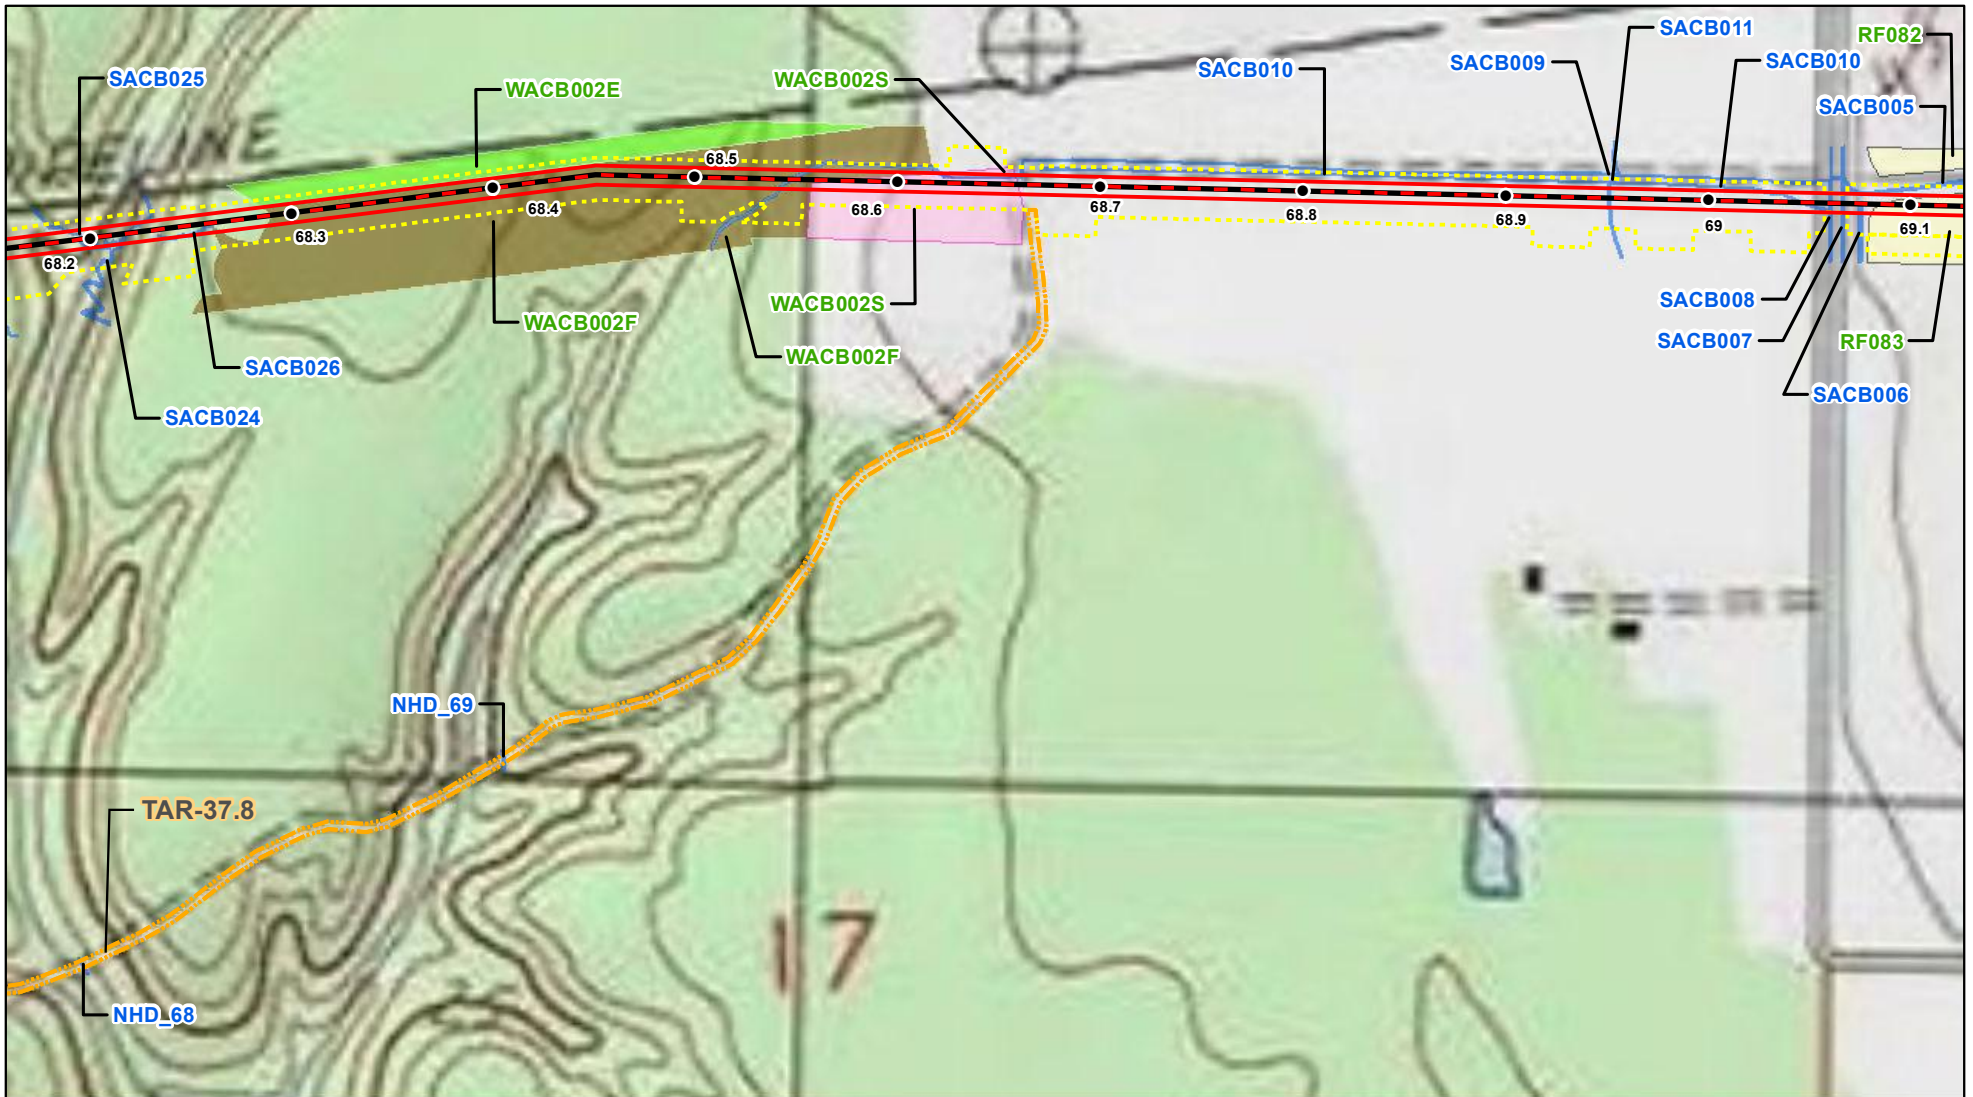 SACB011
RF082
SACB025
WACB002E
WACB002S
SACB010
SACB009
SACB010
SACB005
68.5
68.2
68.3
68.4
68.6
68.7
68.8
68.9
69
69.1
WACB002F
WACB002S
SACB008
SACB026
WACB002F
SACB007
RF083
SACB024
SACB006
NHD_69
TAR-37.8
17
NHD_68